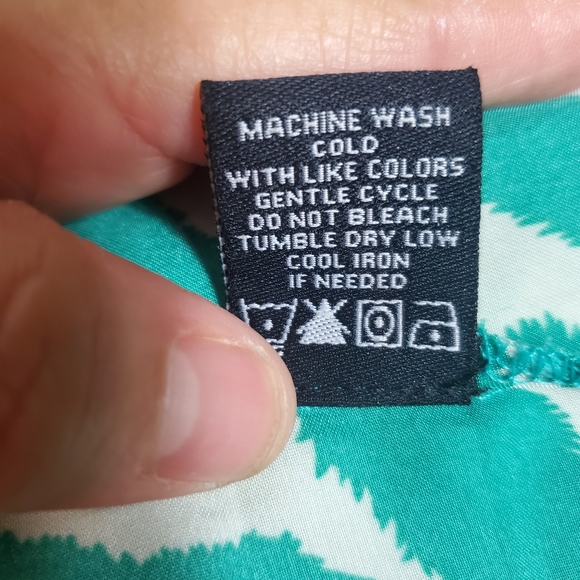 MACHINE WASH
COLD
WITH LIKE COLORS
GENTLE CYCLE
DO NOT BLEACH
TUMBLE DRY LOW
COOL IRON
IF NEEDED